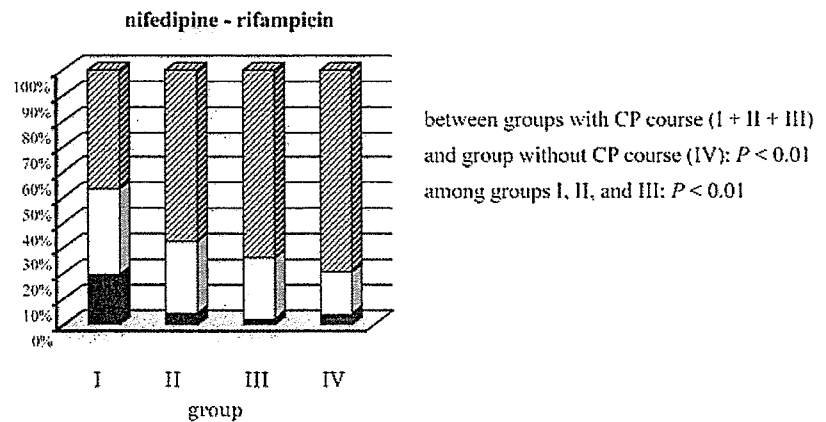 nifedipine - rifampicin
100%
90%
80%
70%
60%
50%
40%
30%
20%
10%
0%
I II III IV
group
between groups with CP course (I + II + III)
and group without CP course (IV): P < 0.01
among groups I, II, and III: P < 0.01